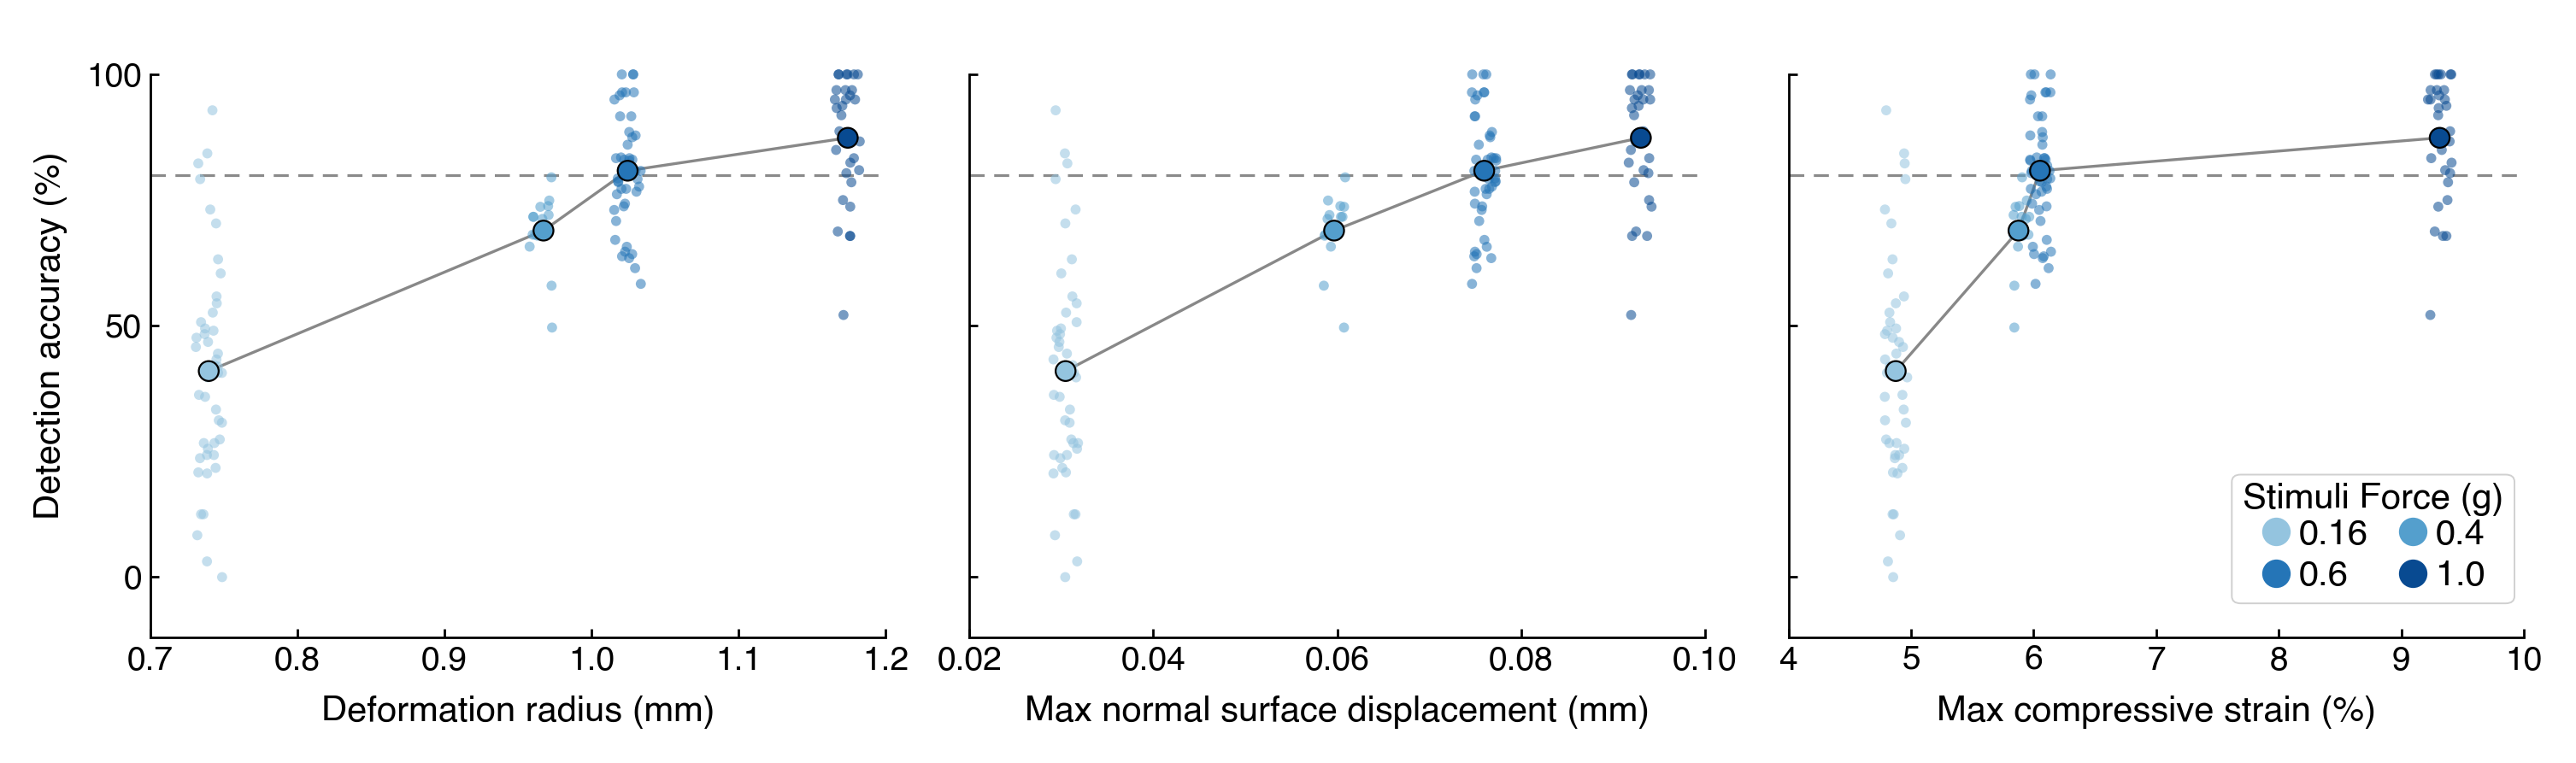 Detection accuracy (%)
100
50
0
0.7 0.8 0.9 1.0 1.1 1.2
Deformation radius (mm)
0.02 0.04 0.06 0.08 0.10
Max normal surface displacement (mm)
4 5 6 7 8 9 10
Max compressive strain (%)
Stimuli Force (g)
0.16 0.4
0.6 1.0